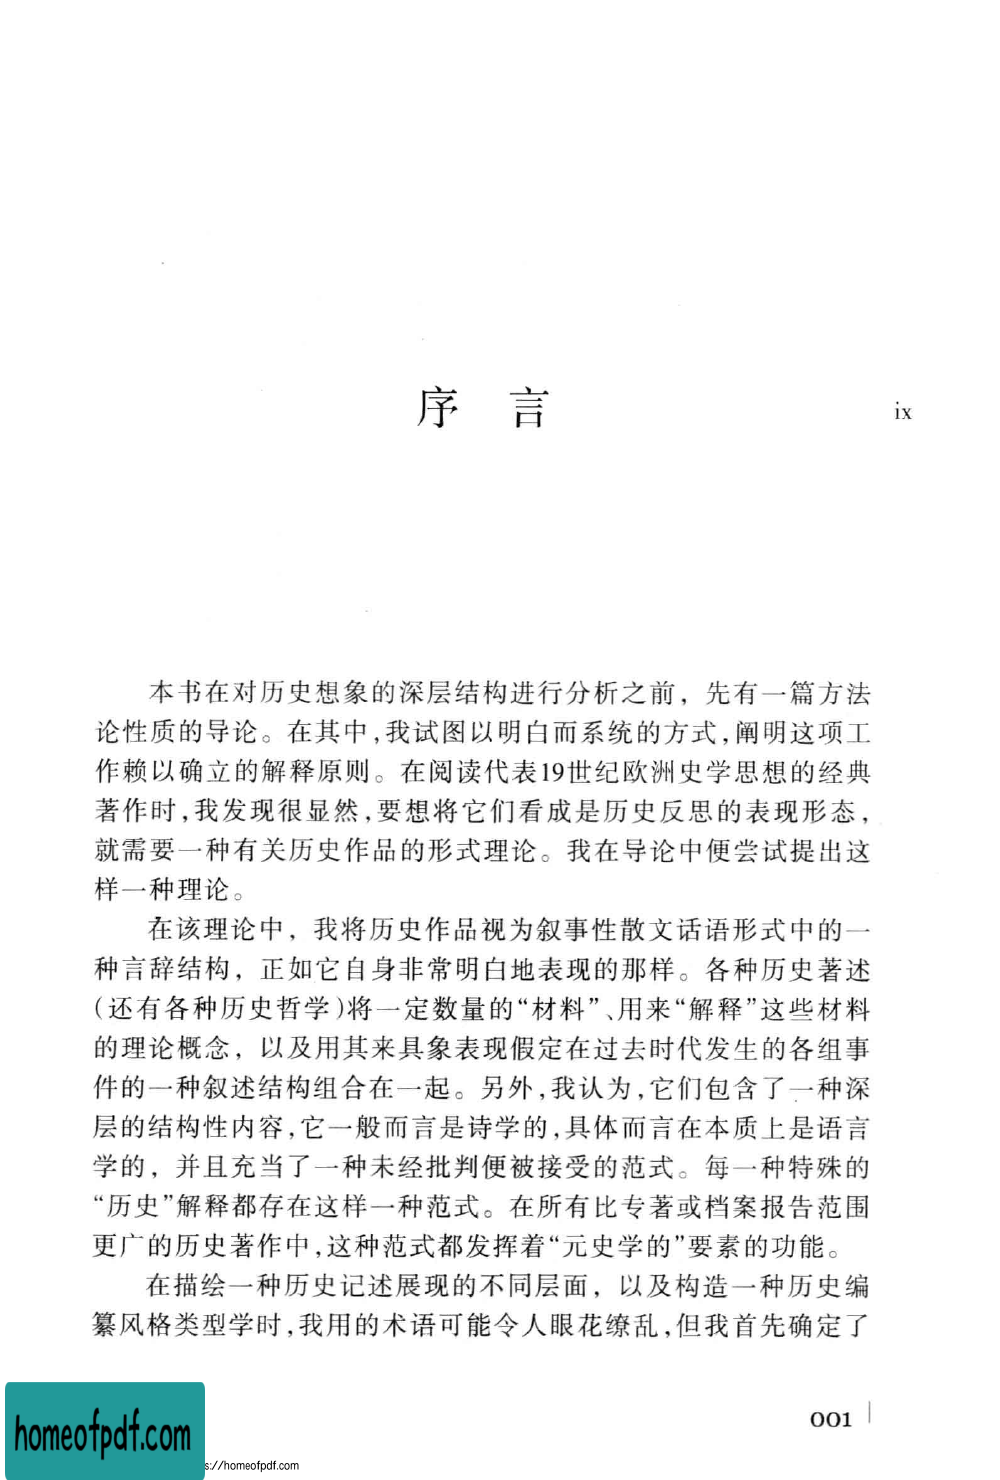 序 言
ix
本书在对历史想象的深层结构进行分析之前，先有一篇方法
论性质的导论。在其中,我试图以明白而系统的方式,阐明这项工
作赖以确立的解释原则。在阅读代表19世纪欧洲史学思想的经典
著作时,我发现很显然,要想将它们看成是历史反思的表现形态,
就需要一种有关历史作品的形式理论。我在导论中便尝试提出这
样一种理论。
在该理论中，我将历史作品视为叙事性散文话语形式中的一
种言辞结构，正如它自身非常明白地表现的那样。各种历史著述
(还有各种历史哲学)将一定数量的“材料”、用来“解释”这些材料
的理论概念，以及用其来具象表现假定在过去时代发生的各组事
件的一种叙述结构组合在一起。另外,我认为,它们包含了一种深
层的结构性内容,它一般而言是诗学的,具体而言在本质上是语言
学的，并且充当了一种未经批判便被接受的范式。每一种特殊的
“历史”解释都存在这样一种范式。在所有比专著或档案报告范围
更广的历史著作中,这种范式都发挥着“元史学的”要素的功能。
在描绘一种历史记述展现的不同层面，以及构造一种历史编
纂风格类型学时,我用的术语可能令人眼花缭乱,但我首先确定了
001
homeofpdf.com
s://homeofpdf.com